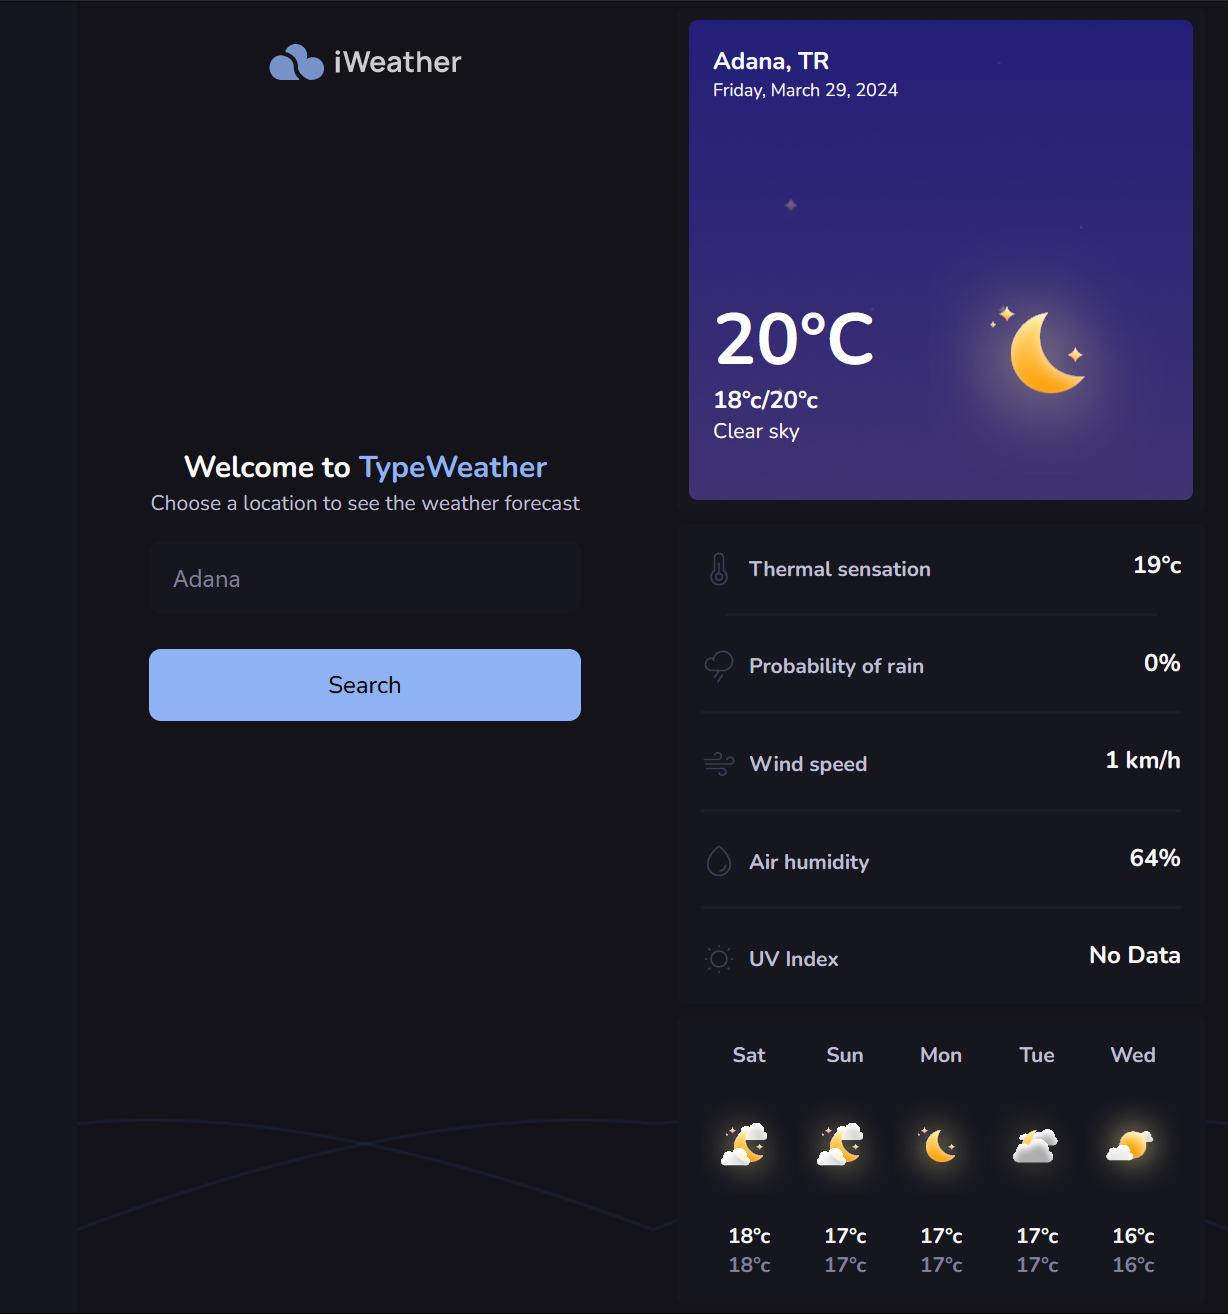 iWeather
Welcome to TypeWeather
Choose a location to see the weather forecast
Adana
Search
Adana, TR
Friday, March 29, 2024
20°C
18°c/20°c
Clear sky
Thermal sensation 19°c
Probability of rain 0%
Wind speed 1 km/h
Air humidity 64%
UV Index No Data
Sat Sun Mon Tue Wed
18°c 17°c 17°c 17°c 16°c
18°c 17°c 17°c 17°c 16°c